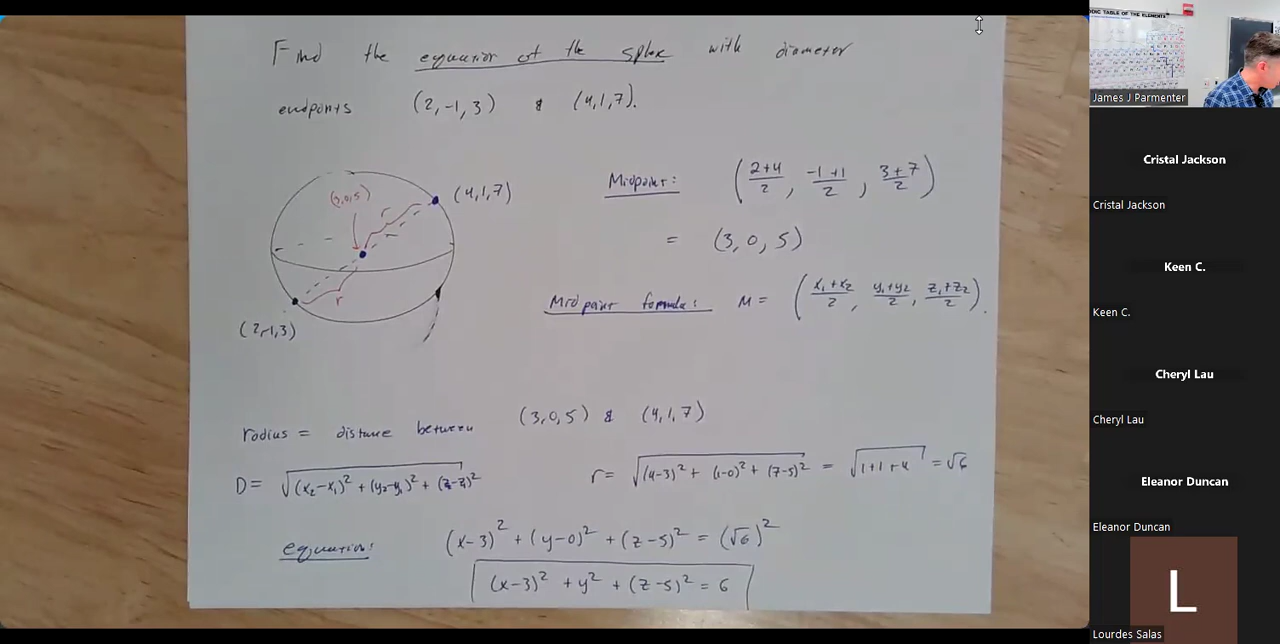 Find the equation of the sphere with diameter
endpoints (2, -1, 3) & (4, 1, 7).
(3, 0, 5)
(4, 1, 7)
r
r
(2, -1, 3)
Midpoint: (2+4/2, -1+1/2, 3+7/2)
= (3, 0, 5)
Midpoint formula: M = (x₁+x₂/2, y₁+y₂/2, z₁+z₂/2).
radius = distance between (3, 0, 5) & (4, 1, 7)
D = √(x₂-x₁)² + (y₂-y₁)² + (z₂-z₁)² r = √(4-3)² + (1-0)² + (7-5)² = √1+1+4 = √6
equation: (x-3)² + (y-0)² + (z-5)² = (√6)²
(x-3)² + y² + (z-5)² = 6
DIC TABLE OF THE ELEMENTS
James J Parmenter
Cristal Jackson
Cristal Jackson
Keen C.
Keen C.
Cheryl Lau
Cheryl Lau
Eleanor Duncan
Eleanor Duncan
L
Lourdes Salas